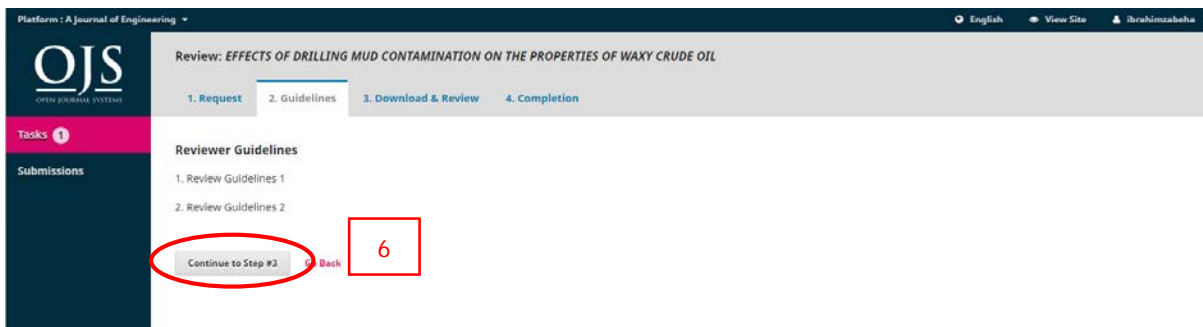 Platform : A Journal of Engineering
English
View Site
ibrahimzabeha
OJS
OPEN JOURNAL SYSTEMS
Review: EFFECTS OF DRILLING MUD CONTAMINATION ON THE PROPERTIES OF WAXY CRUDE OIL
1. Request 2. Guidelines 3. Download & Review 4. Completion
Tasks 1
Submissions
Reviewer Guidelines
1. Review Guidelines 1
2. Review Guidelines 2
Continue to Step #3 Go Back
6